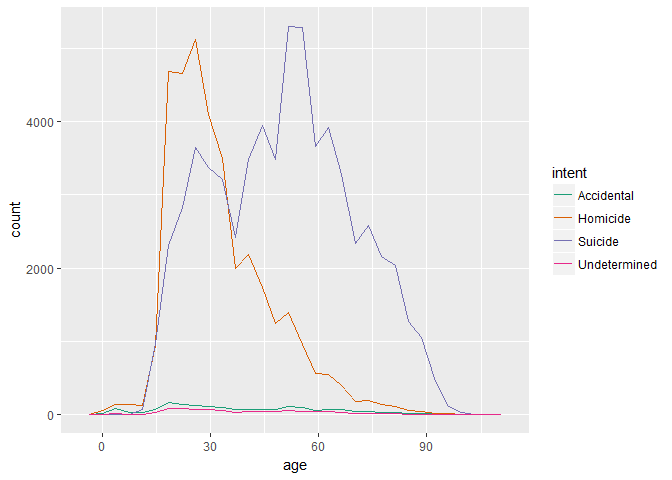 4000
2000
0
count
0 30 60 90
age
intent
Accidental
Homicide
Suicide
Undetermined